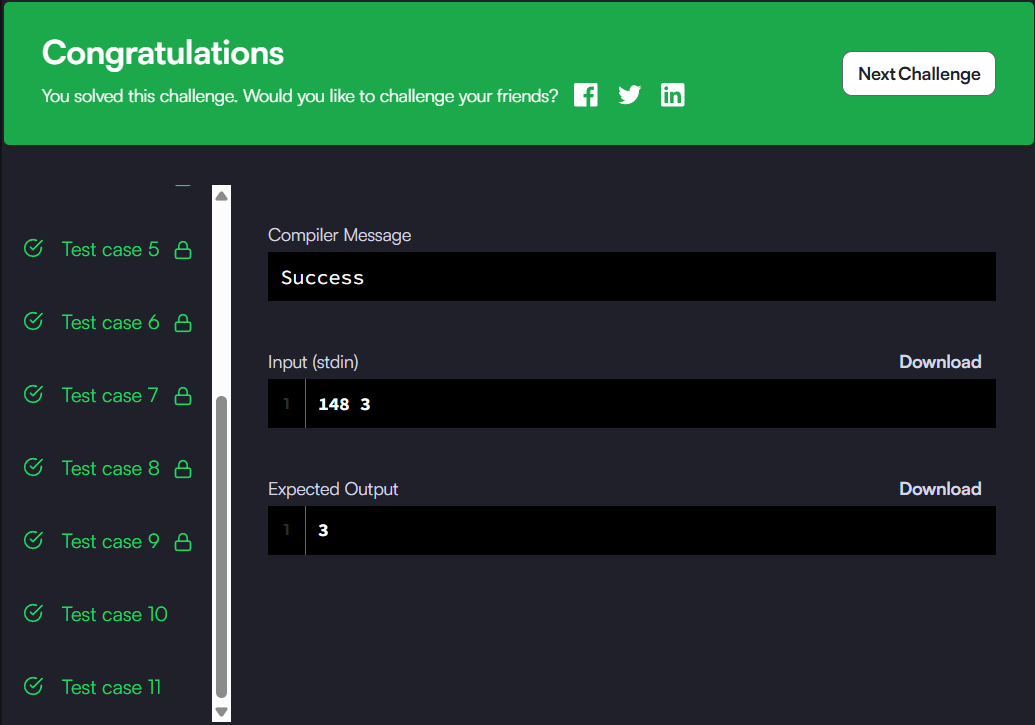 Congratulations
You solved this challenge. Would you like to challenge your friends?
Next Challenge
Test case 5
Test case 6
Test case 7
Test case 8
Test case 9
Test case 10
Test case 11
Compiler Message
Success
Input (stdin)
Download
1 148 3
Expected Output
Download
1 3